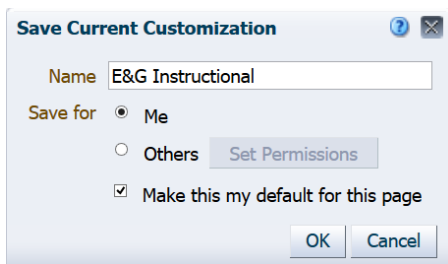 Save Current Customization
Name E&G Instructional
Save for Me
Others Set Permissions
Make this my default for this page
OK Cancel